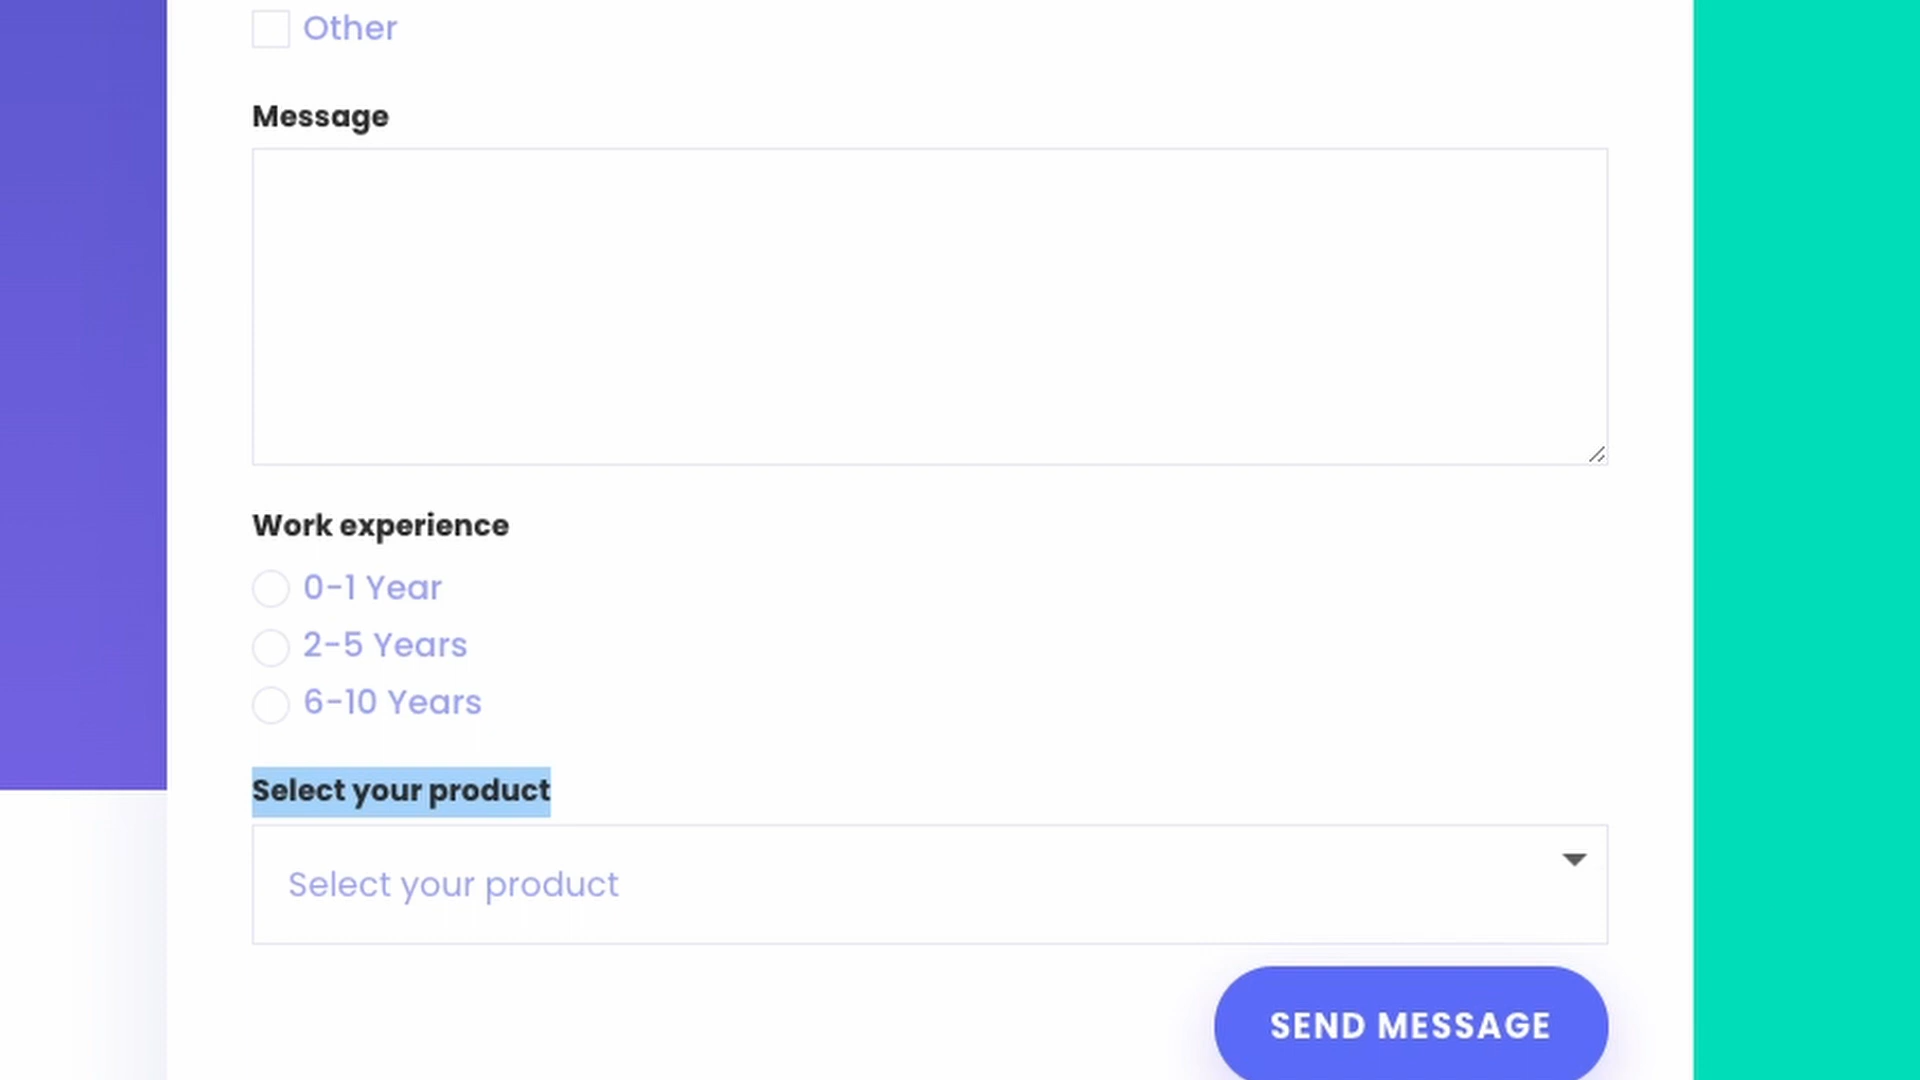 Other
Message
Work experience
0-1 Year
2-5 Years
6-10 Years
Select your product
Select your product
SEND MESSAGE